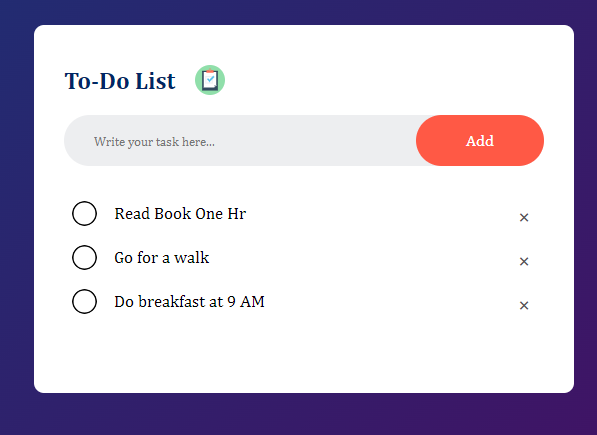 To-Do List
Write your task here...
Add
Read Book One Hr
×
Go for a walk
×
Do breakfast at 9 AM
×